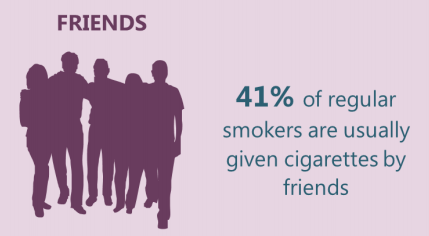 FRIENDS
41% of regular
smokers are usually
given cigarettes by
friends